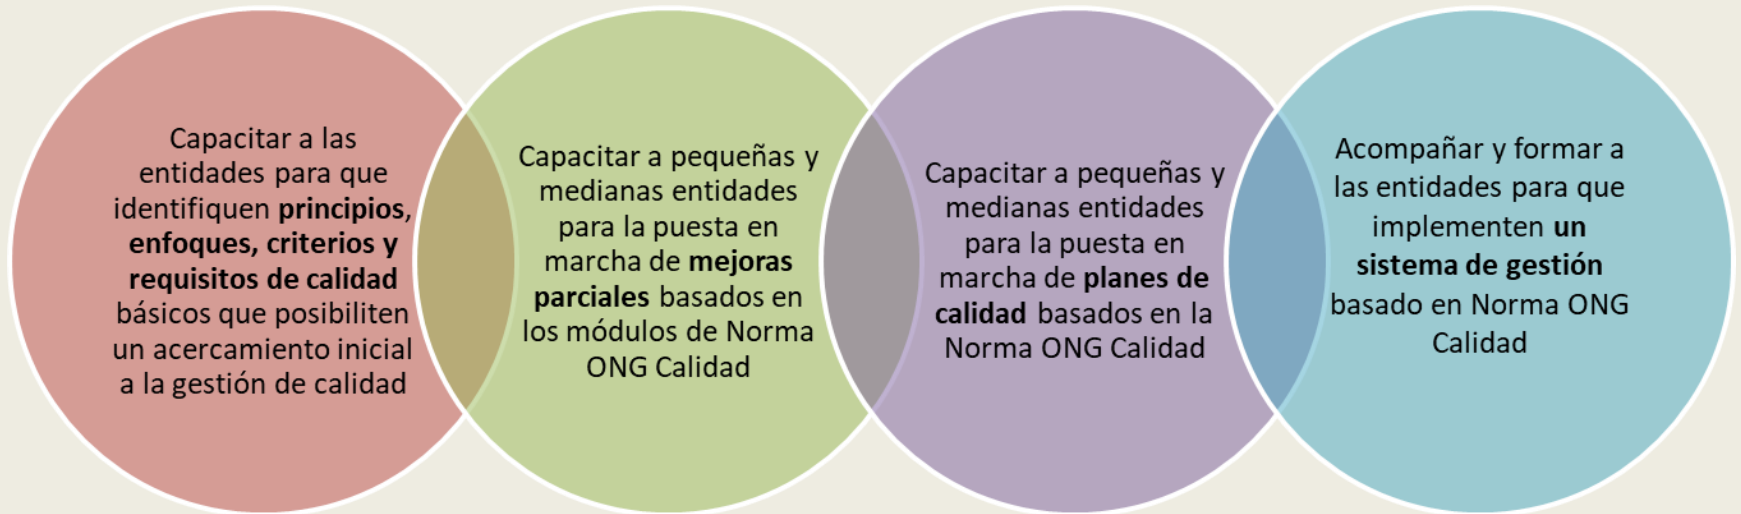 Capacitar a las
entidades para que
identifiquen principios,
enfoques, criterios y
requisitos de calidad
básicos que posibiliten
un acercamiento inicial
a la gestión de calidad
Capacitar a pequeñas y
medianas entidades
para la puesta en
marcha de mejoras
parciales basados en
los módulos de Norma
ONG Calidad
Capacitar a pequeñas y
medianas entidades
para la puesta en
marcha de planes de
calidad basados en la
Norma ONG Calidad
Acompañar y formar a
las entidades para que
implementen un
sistema de gestión
basado en Norma ONG
Calidad